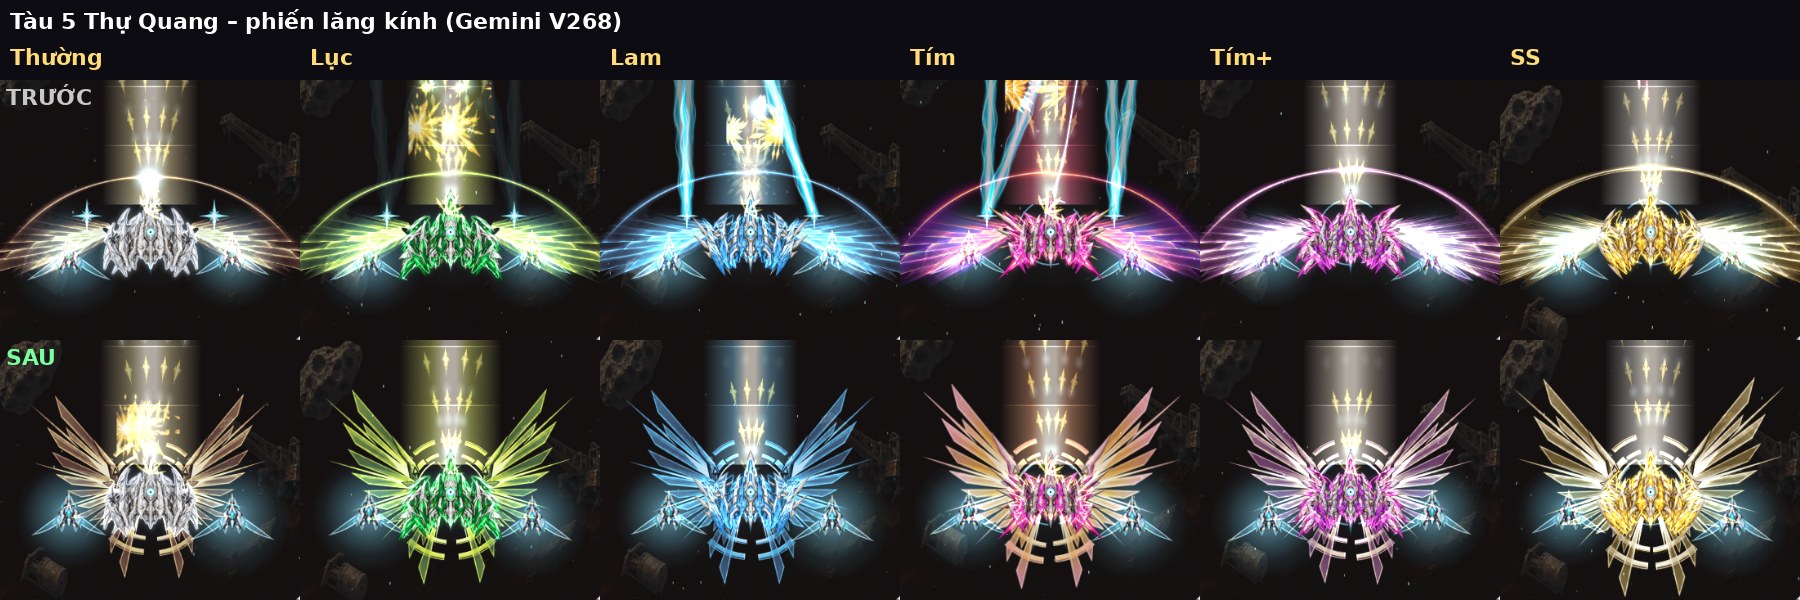 Tàu 5 Thự Quang – phiến lăng kính (Gemini V268)
Thường Lục Lam Tím Tím+ SS
TRƯỚC
SAU